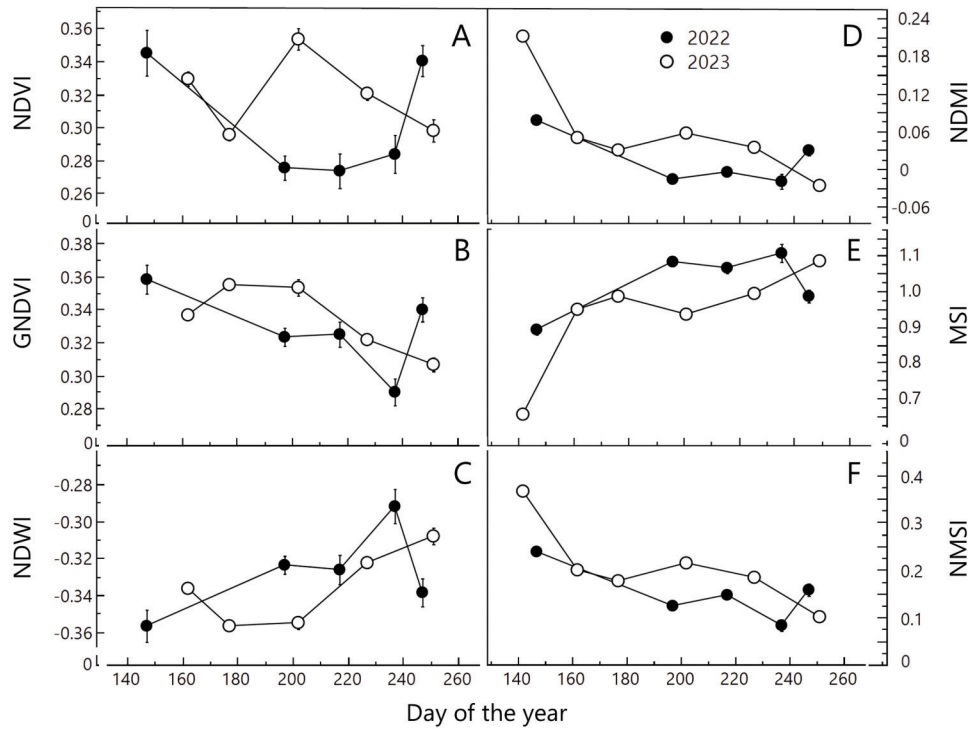 0.36
0.34
0.32
0.30
0.28
0.26
0
NDVI
A
D
2022
2023
0.24
0.18
0.12
0.06
0
-0.06
NDMI
0.38
0.36
0.34
0.32
0.30
0.28
0
GNDVI
B
E
1.1
1.0
0.9
0.8
0.7
0
MSI
-0.28
-0.30
-0.32
-0.34
-0.36
0
NDWI
C
F
0.4
0.3
0.2
0.1
0
NMSI
140 160 180 200 220 240 260 140 160 180 200 220 240 260
Day of the year